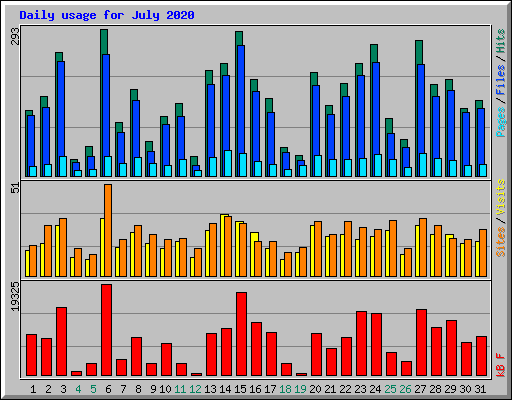 Daily usage for July 2020
293
Pages/Files/Hits
51
Sites/Visits
19325
kB F
1 2 3 4 5 6 7 8 9 10 11 12 13 14 15 16 17 18 19 20 21 22 23 24 25 26 27 28 29 30 31